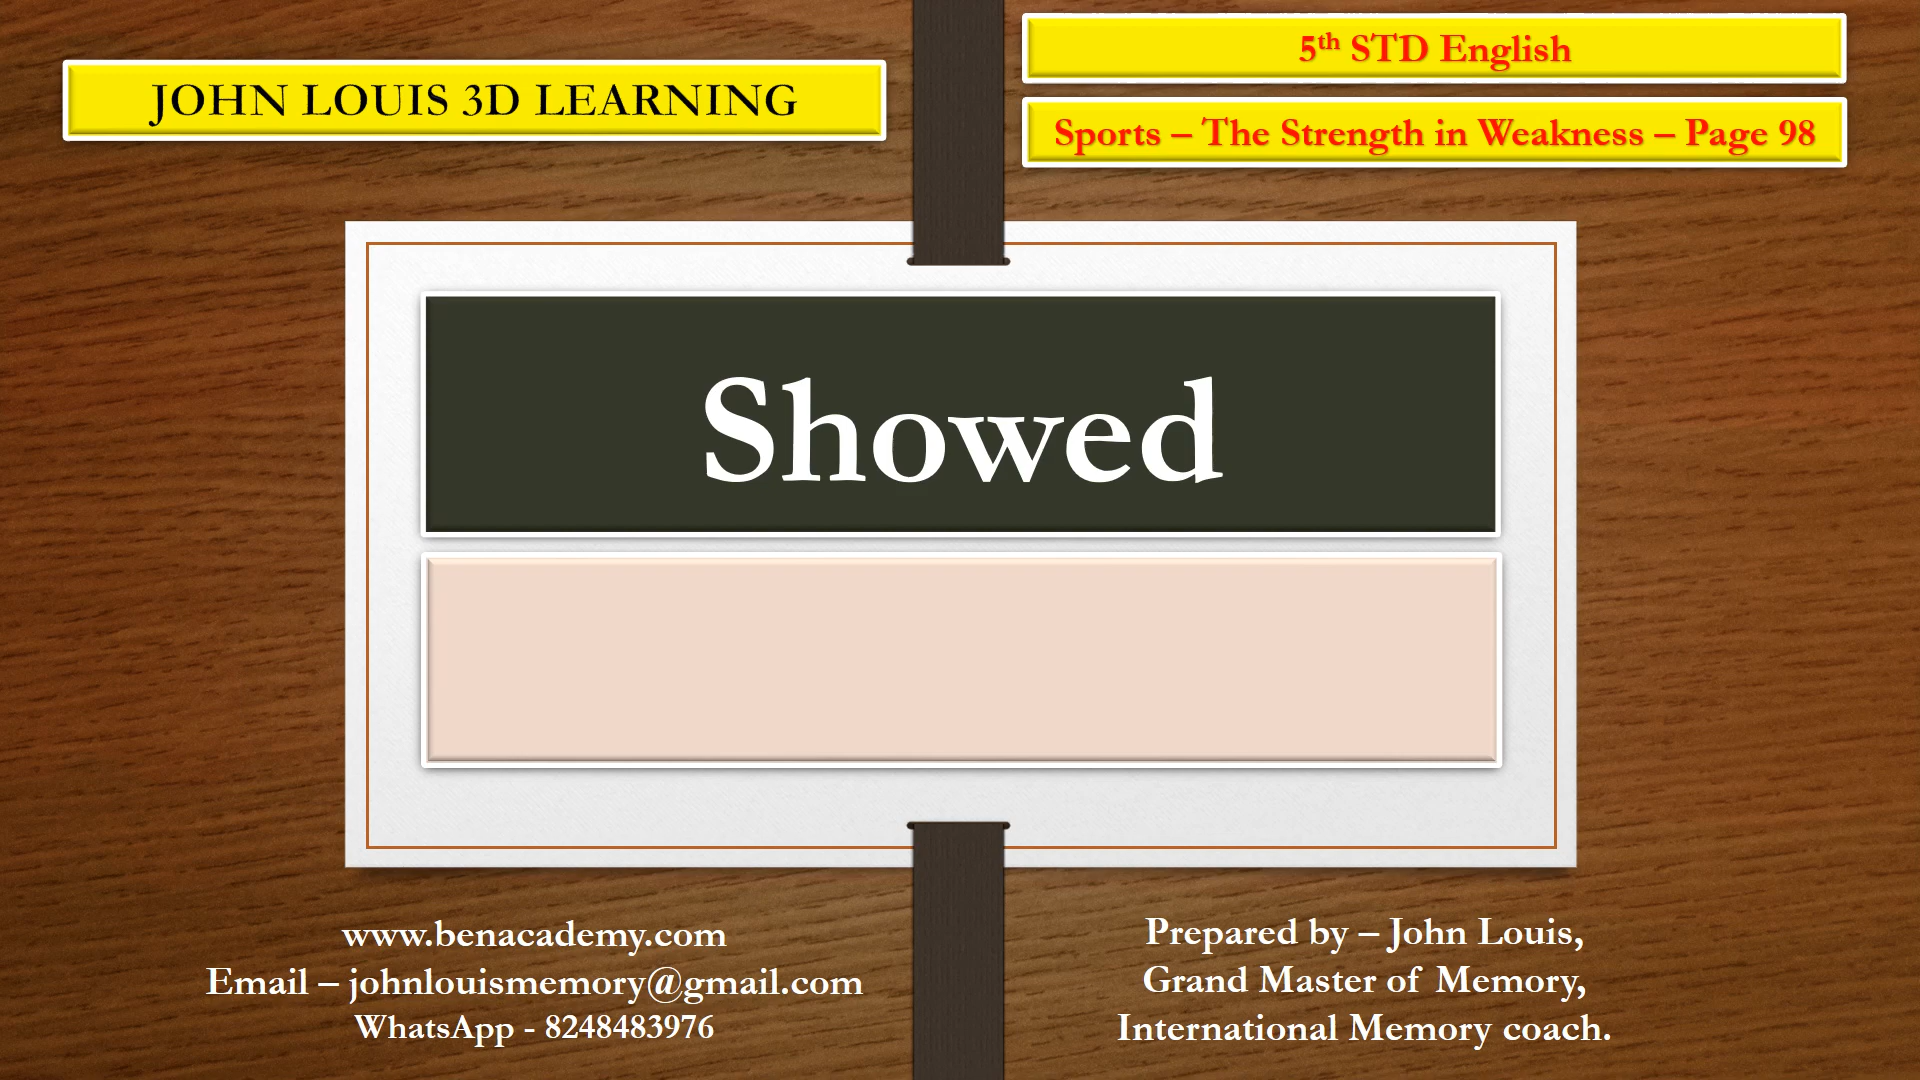 JOHN LOUIS 3D LEARNING
5th STD English
Sports – The Strength in Weakness – Page 98
Showed
www.benacademy.com
Email – johnlouismemory@gmail.com
WhatsApp - 8248483976
Prepared by – John Louis,
Grand Master of Memory,
International Memory coach.